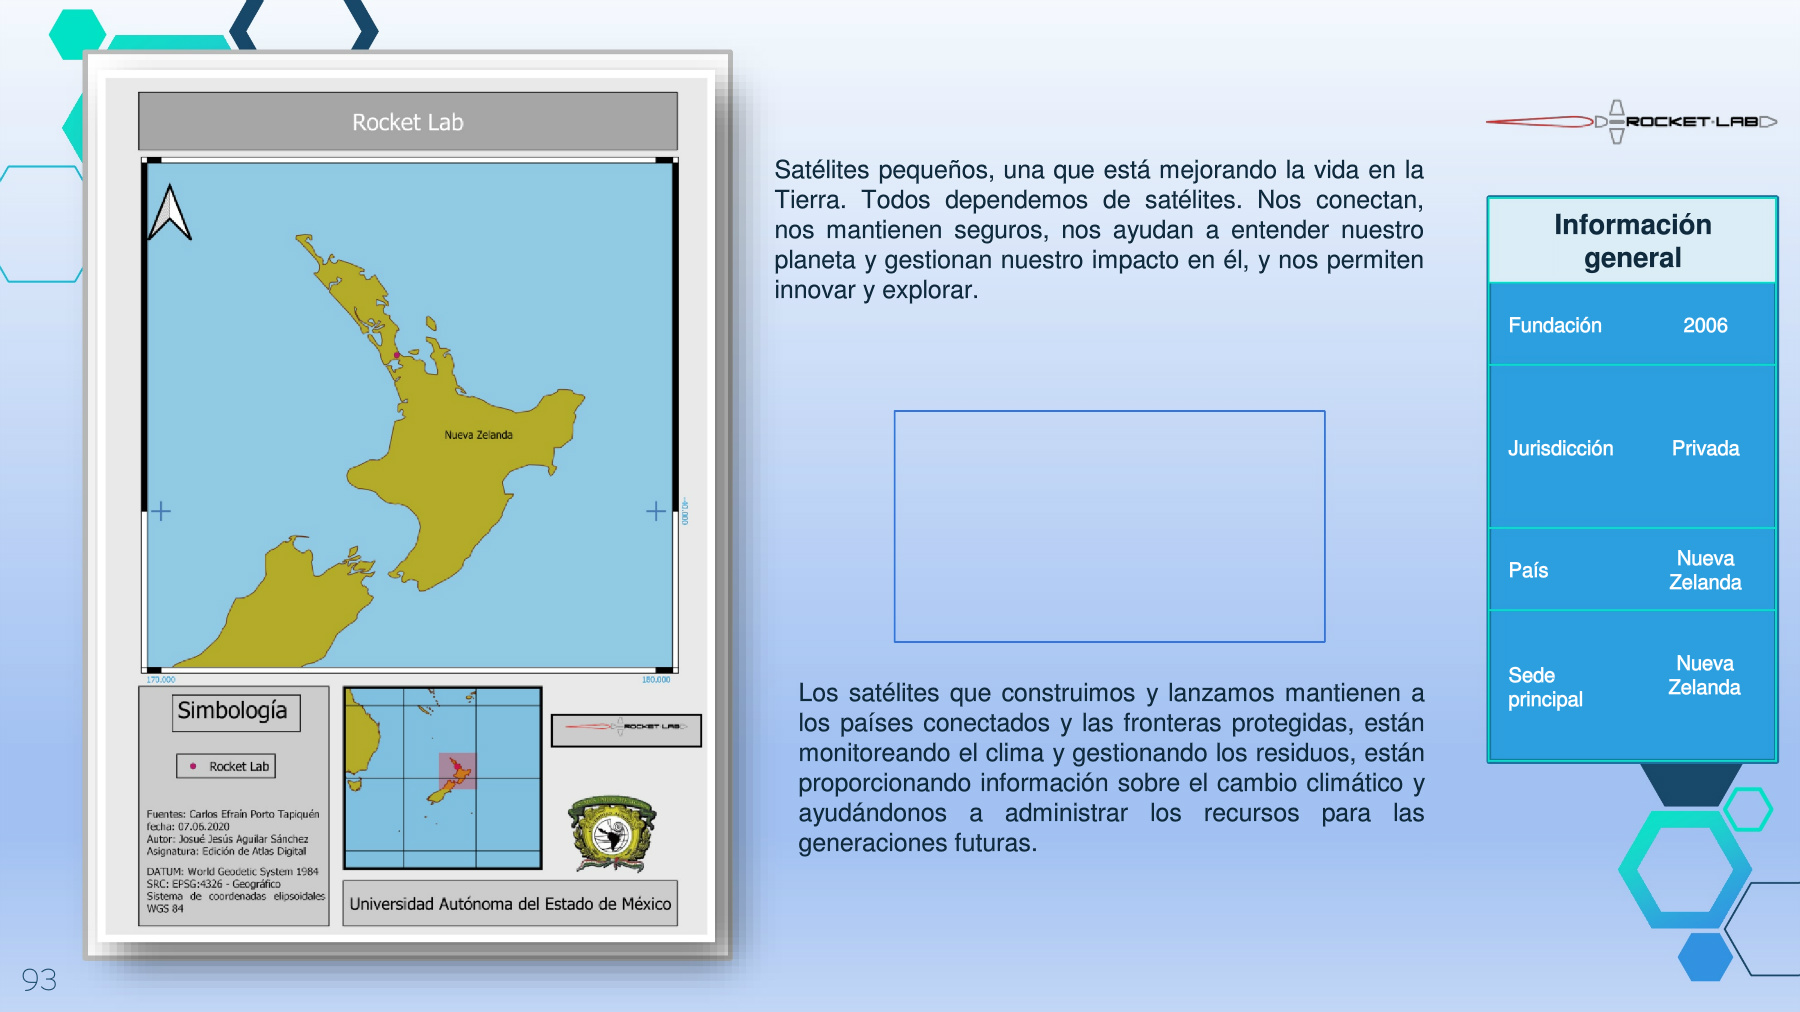 Rocket Lab
Nueva Zelanda
-40.000
170.000
180.000
Simbología
Rocket Lab
Fuentes: Carlos Efraín Porto Tapiquén
fecha: 07.06.2020
Autor: Josué Jesús Aguilar Sánchez
Asignatura: Edición de Atlas Digital
DATUM: World Geodetic System 1984
SRC: EPSG:4326 - Geográfico
Sistema de coordenadas elipsoidales
WGS 84
ROCKET LAB
Universidad Autónoma del Estado de México
Satélites pequeños, una que está mejorando la vida en la
Tierra. Todos dependemos de satélites. Nos conectan,
nos mantienen seguros, nos ayudan a entender nuestro
planeta y gestionan nuestro impacto en él, y nos permiten
innovar y explorar.
Los satélites que construimos y lanzamos mantienen a
los países conectados y las fronteras protegidas, están
monitoreando el clima y gestionando los residuos, están
proporcionando información sobre el cambio climático y
ayudándonos a administrar los recursos para las
generaciones futuras.
ROCKET LAB
Información
general
Fundación 2006
Jurisdicción Privada
País Nueva
Zelanda
Sede
principal
Nueva
Zelanda
93